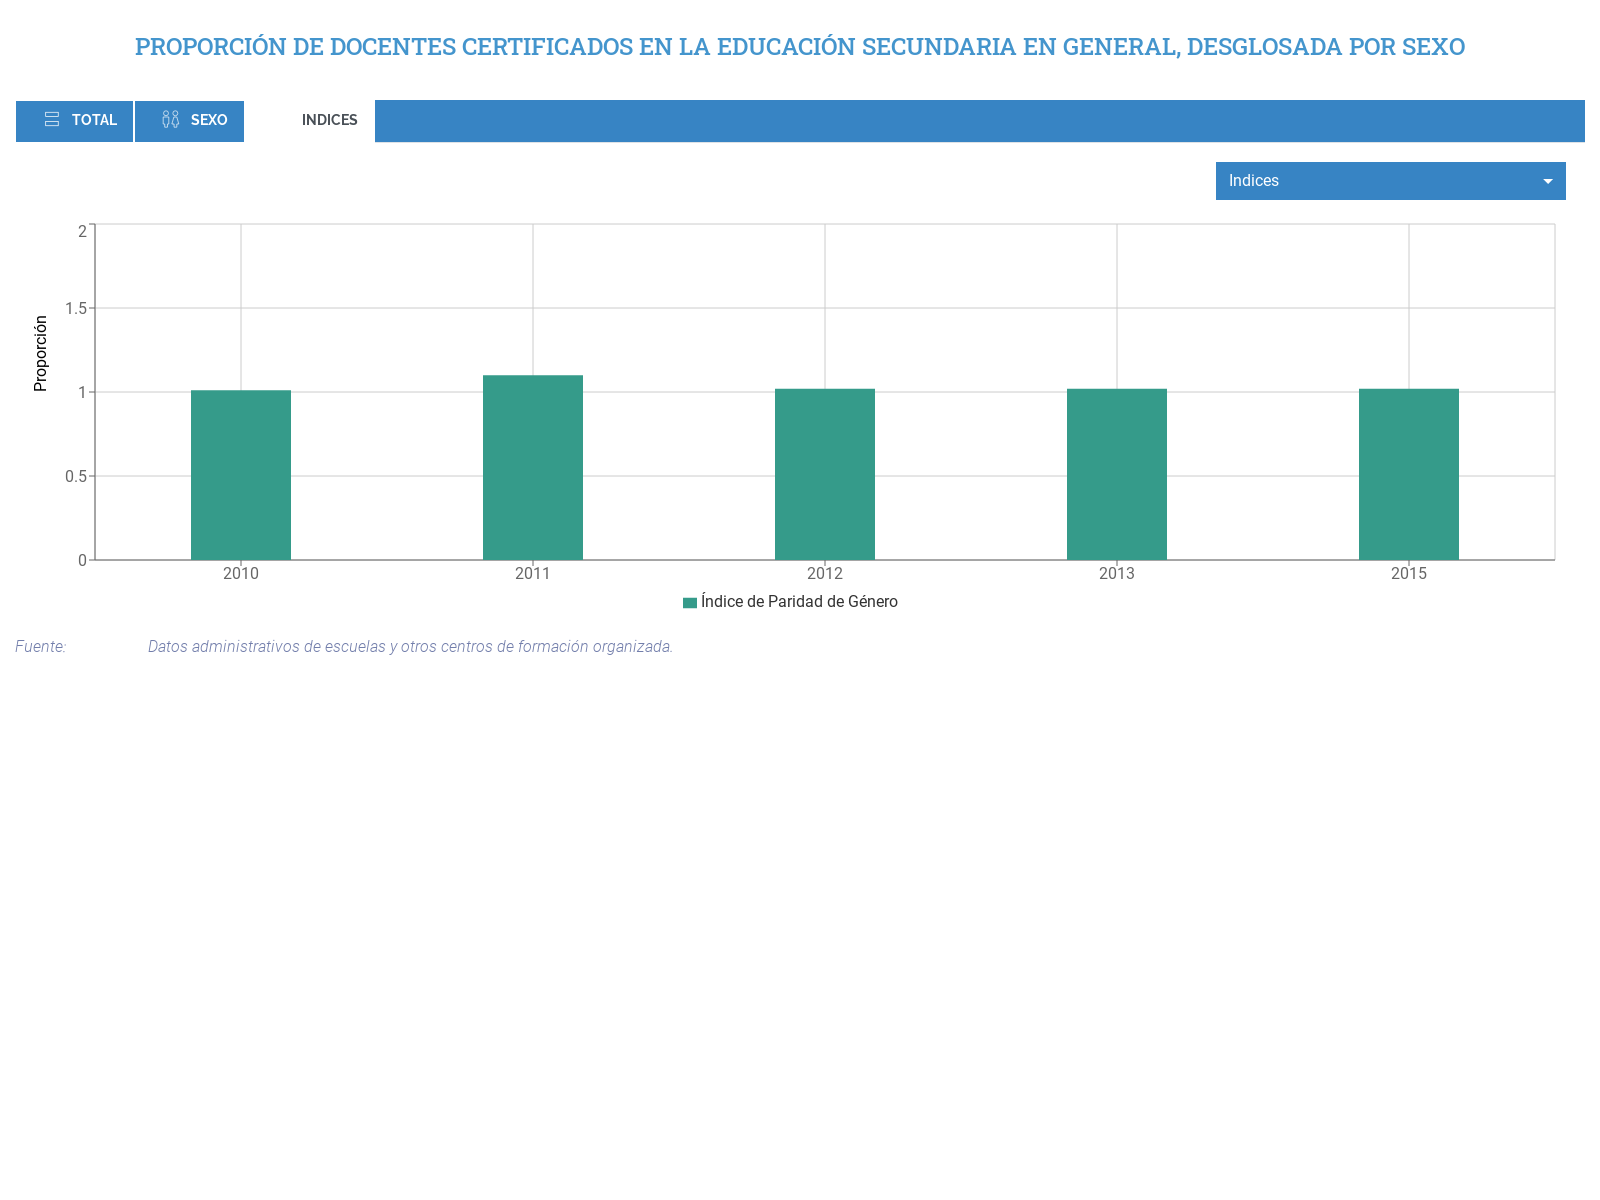 PROPORCIÓN DE DOCENTES CERTIFICADOS EN LA EDUCACIÓN SECUNDARIA EN GENERAL, DESGLOSADA POR SEXO
TOTAL SEXO INDICES
Indices
2
1.5
1
0.5
0
Proporción
2010 2011 2012 2013 2015
Índice de Paridad de Género
Fuente: Datos administrativos de escuelas y otros centros de formación organizada.